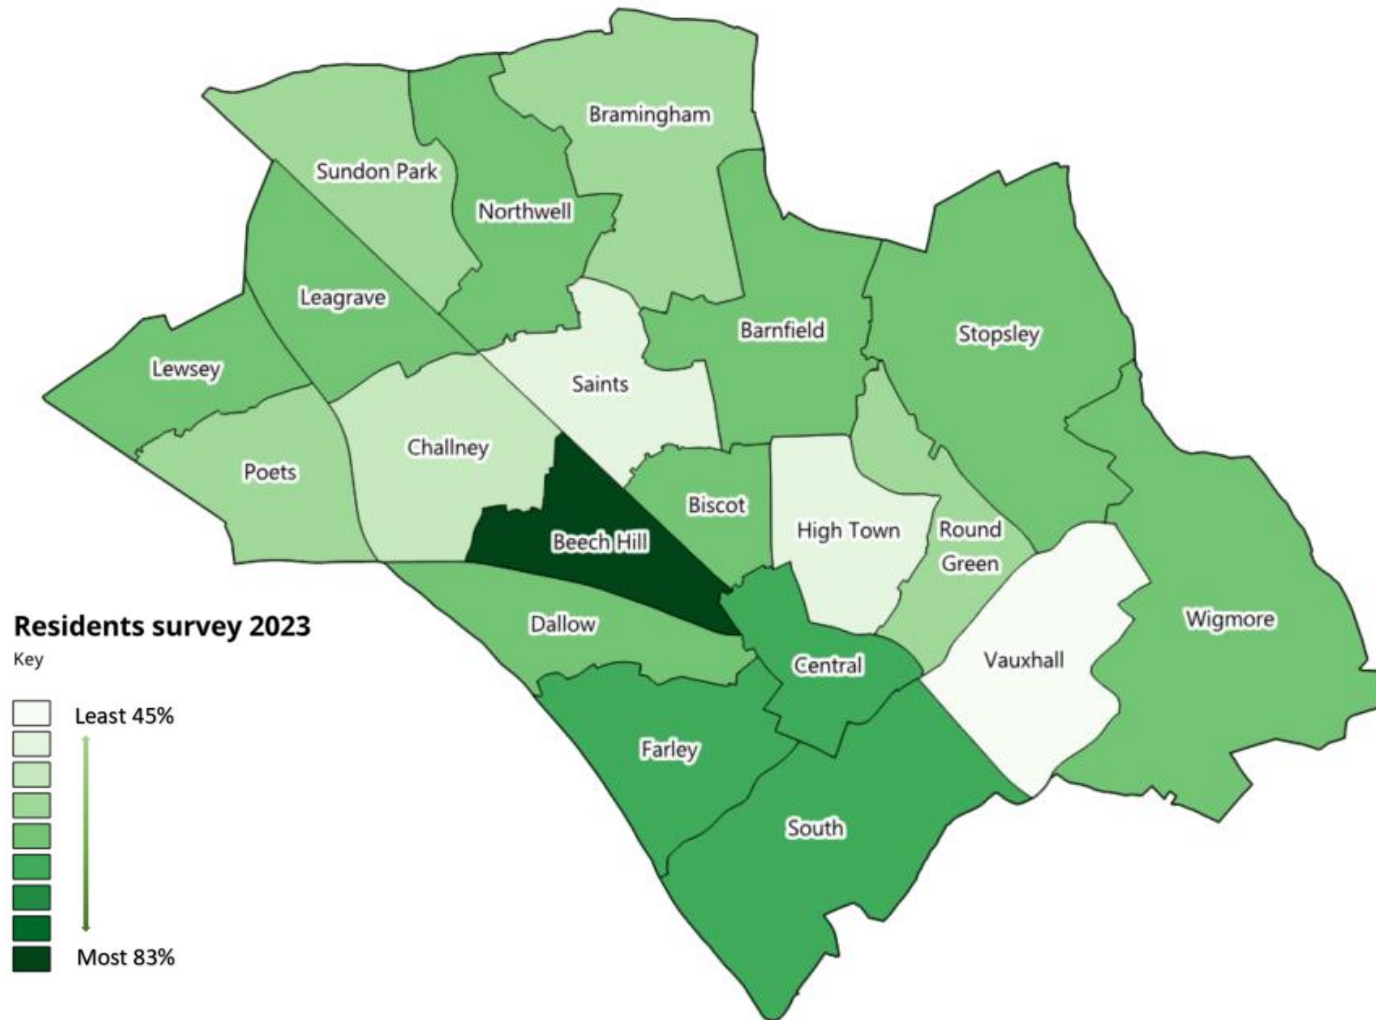 Bramingham
Sundon Park
Northwell
Leagrave
Barnfield
Stopsley
Lewsey
Saints
Challney
Poets
Biscot
High Town
Round
Green
Beech Hill
Dallow
Wigmore
Vauxhall
Central
Farley
South
Residents survey 2023
Key
Least 45%
Most 83%